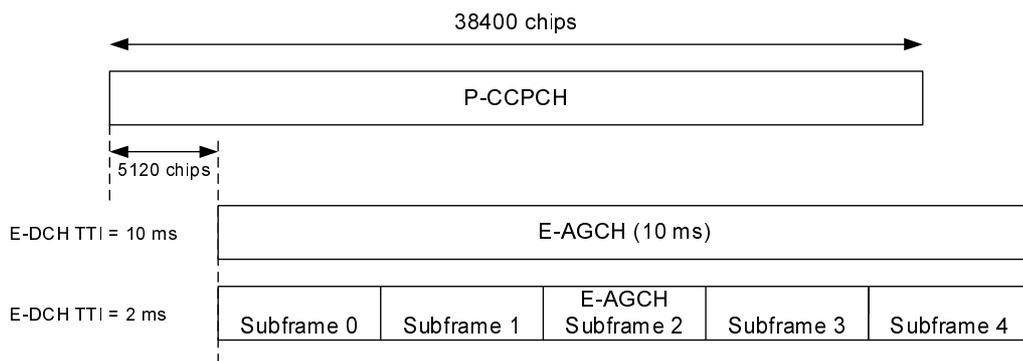 38400 chips
P-CCPCH
5120 chips
E-DCH TTI = 10 ms
E-AGCH (10 ms)
E-DCH TTI = 2 ms
E-AGCH
Subframe 0 Subframe 1 Subframe 2 Subframe 3 Subframe 4